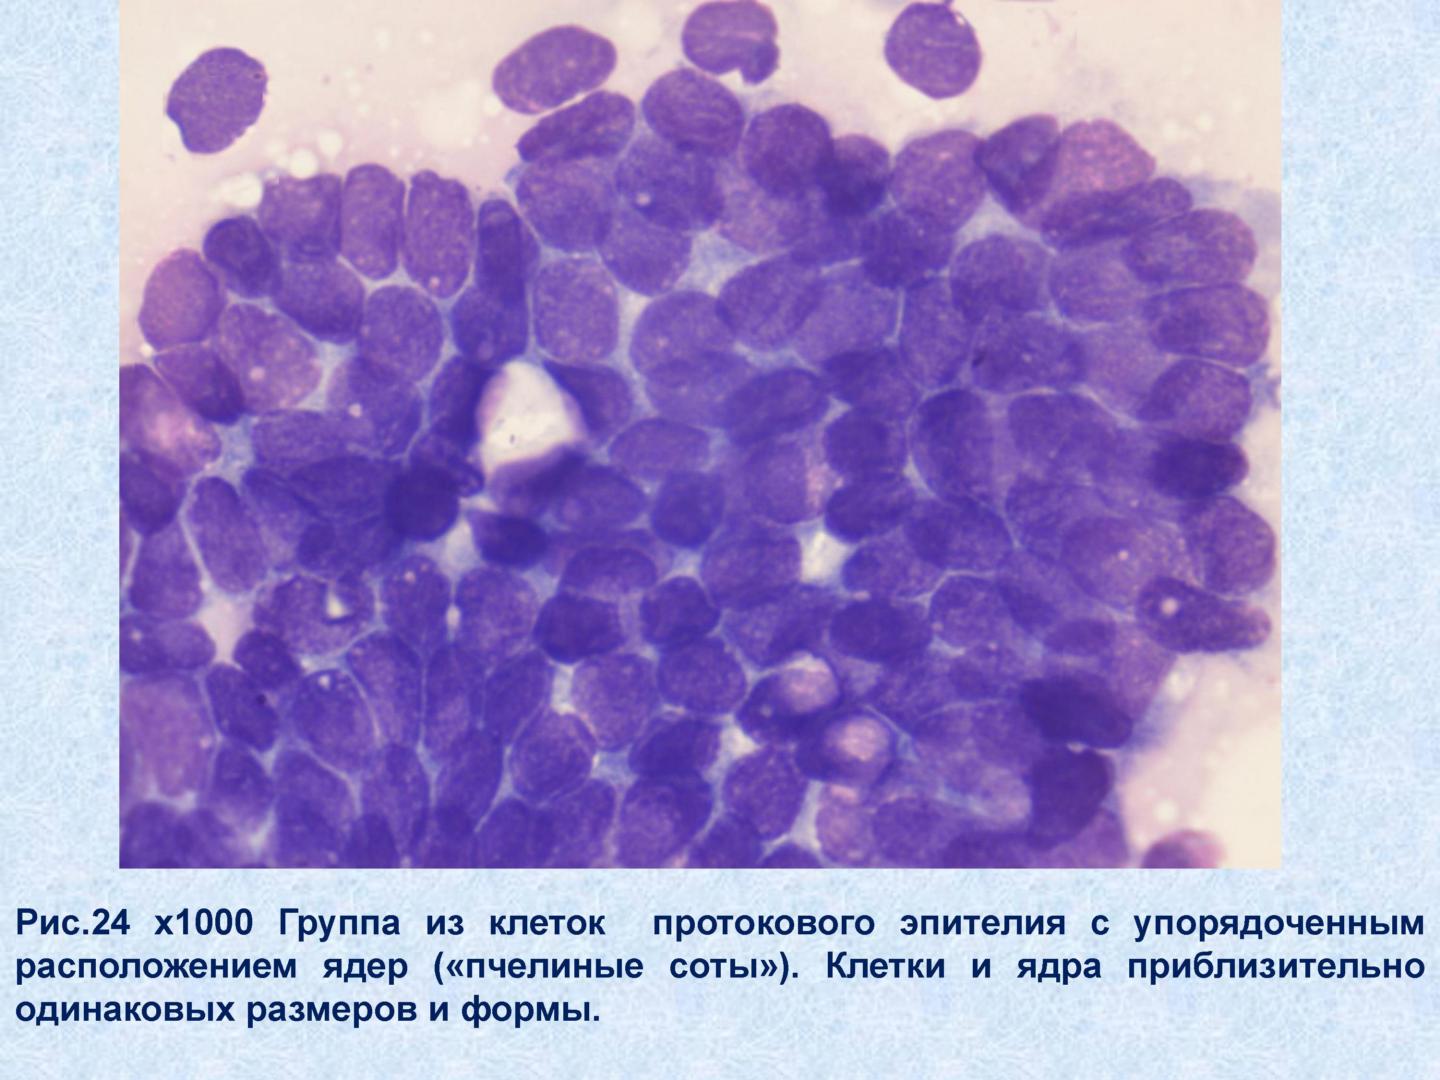 Рис.24 х1000 Группа из клеток протокового эпителия с упорядоченным
расположением ядер («пчелиные соты»). Клетки и ядра приблизительно
одинаковых размеров и формы.